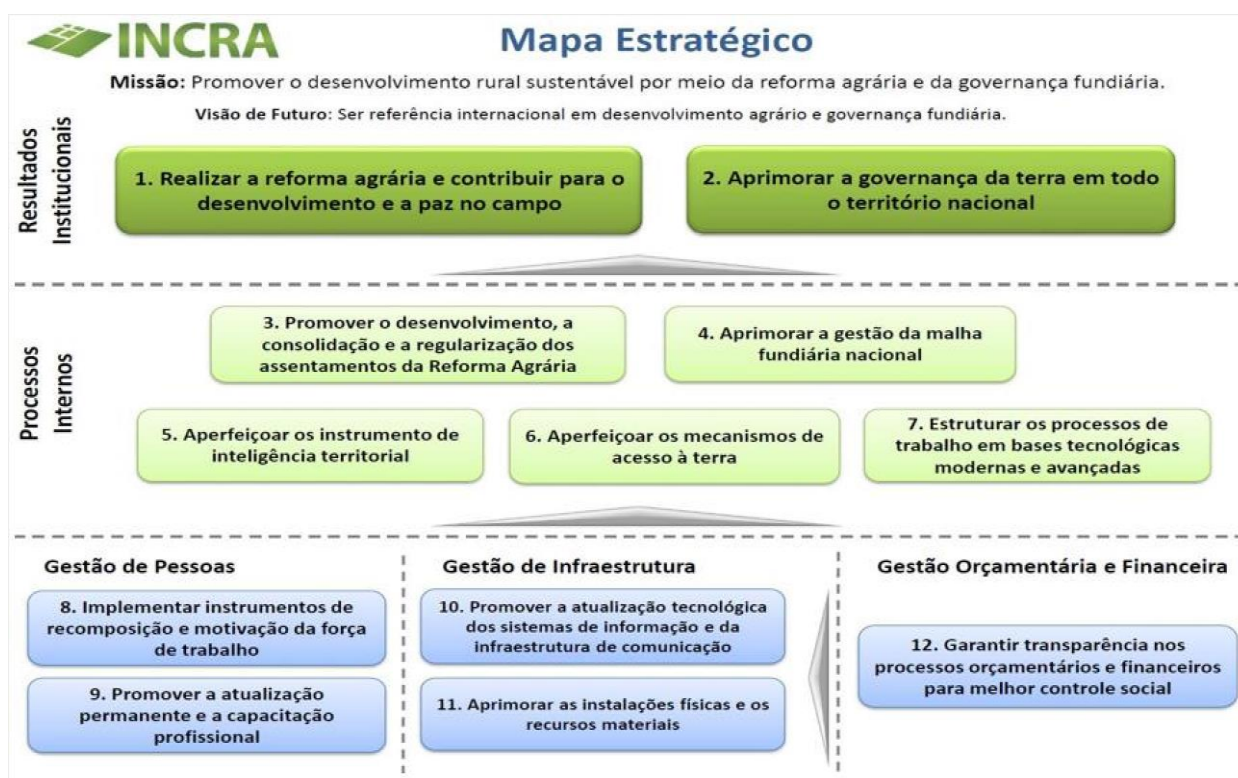 INCRA
Mapa Estratégico
Missão: Promover o desenvolvimento rural sustentável por meio da reforma agrária e da governança fundiária.
Visão de Futuro: Ser referência internacional em desenvolvimento agrário e governança fundiária.
Resultados
Institucionais
1. Realizar a reforma agrária e contribuir para o
desenvolvimento e a paz no campo
2. Aprimorar a governança da terra em todo
o território nacional
Processos
Internos
3. Promover o desenvolvimento, a
consolidação e a regularização dos
assentamentos da Reforma Agrária
4. Aprimorar a gestão da malha
fundiária nacional
5. Aperfeiçoar os instrumento de
inteligência territorial
6. Aperfeiçoar os mecanismos de
acesso à terra
7. Estruturar os processos de
trabalho em bases tecnológicas
modernas e avançadas
Gestão de Pessoas
8. Implementar instrumentos de
recomposição e motivação da força
de trabalho
9. Promover a atualização
permanente e a capacitação
profissional
Gestão de Infraestrutura
10. Promover a atualização tecnológica
dos sistemas de informação e da
infraestrutura de comunicação
11. Aprimorar as instalações físicas e os
recursos materiais
Gestão Orçamentária e Financeira
12. Garantir transparência nos
processos orçamentários e financeiros
para melhor controle social